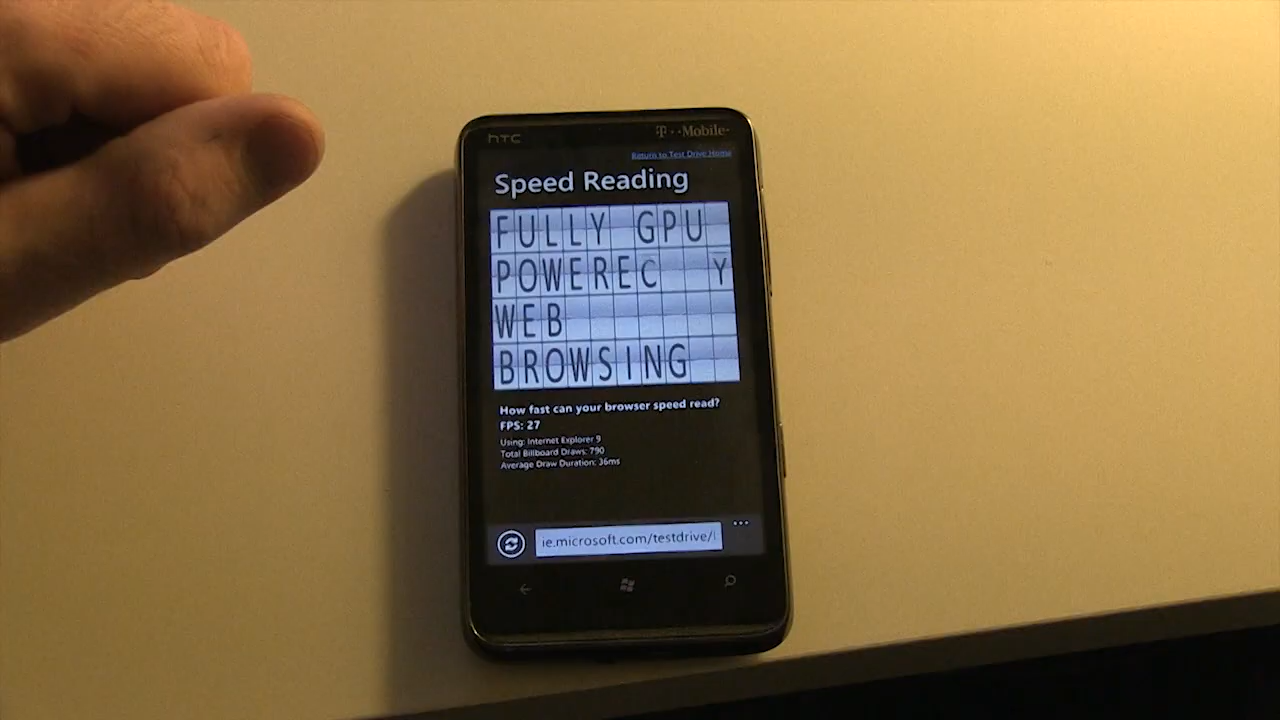 hTC
T··Mobile·
Return to Test Drive Home
Speed Reading
FULLY GPU
POWEREC Y
WEB
BROWSING
How fast can your browser speed read?
FPS: 27
Using: Internet Explorer 9
Total Billboard Draws: 790
Average Draw Duration: 36ms
ie.microsoft.com/testdrive/